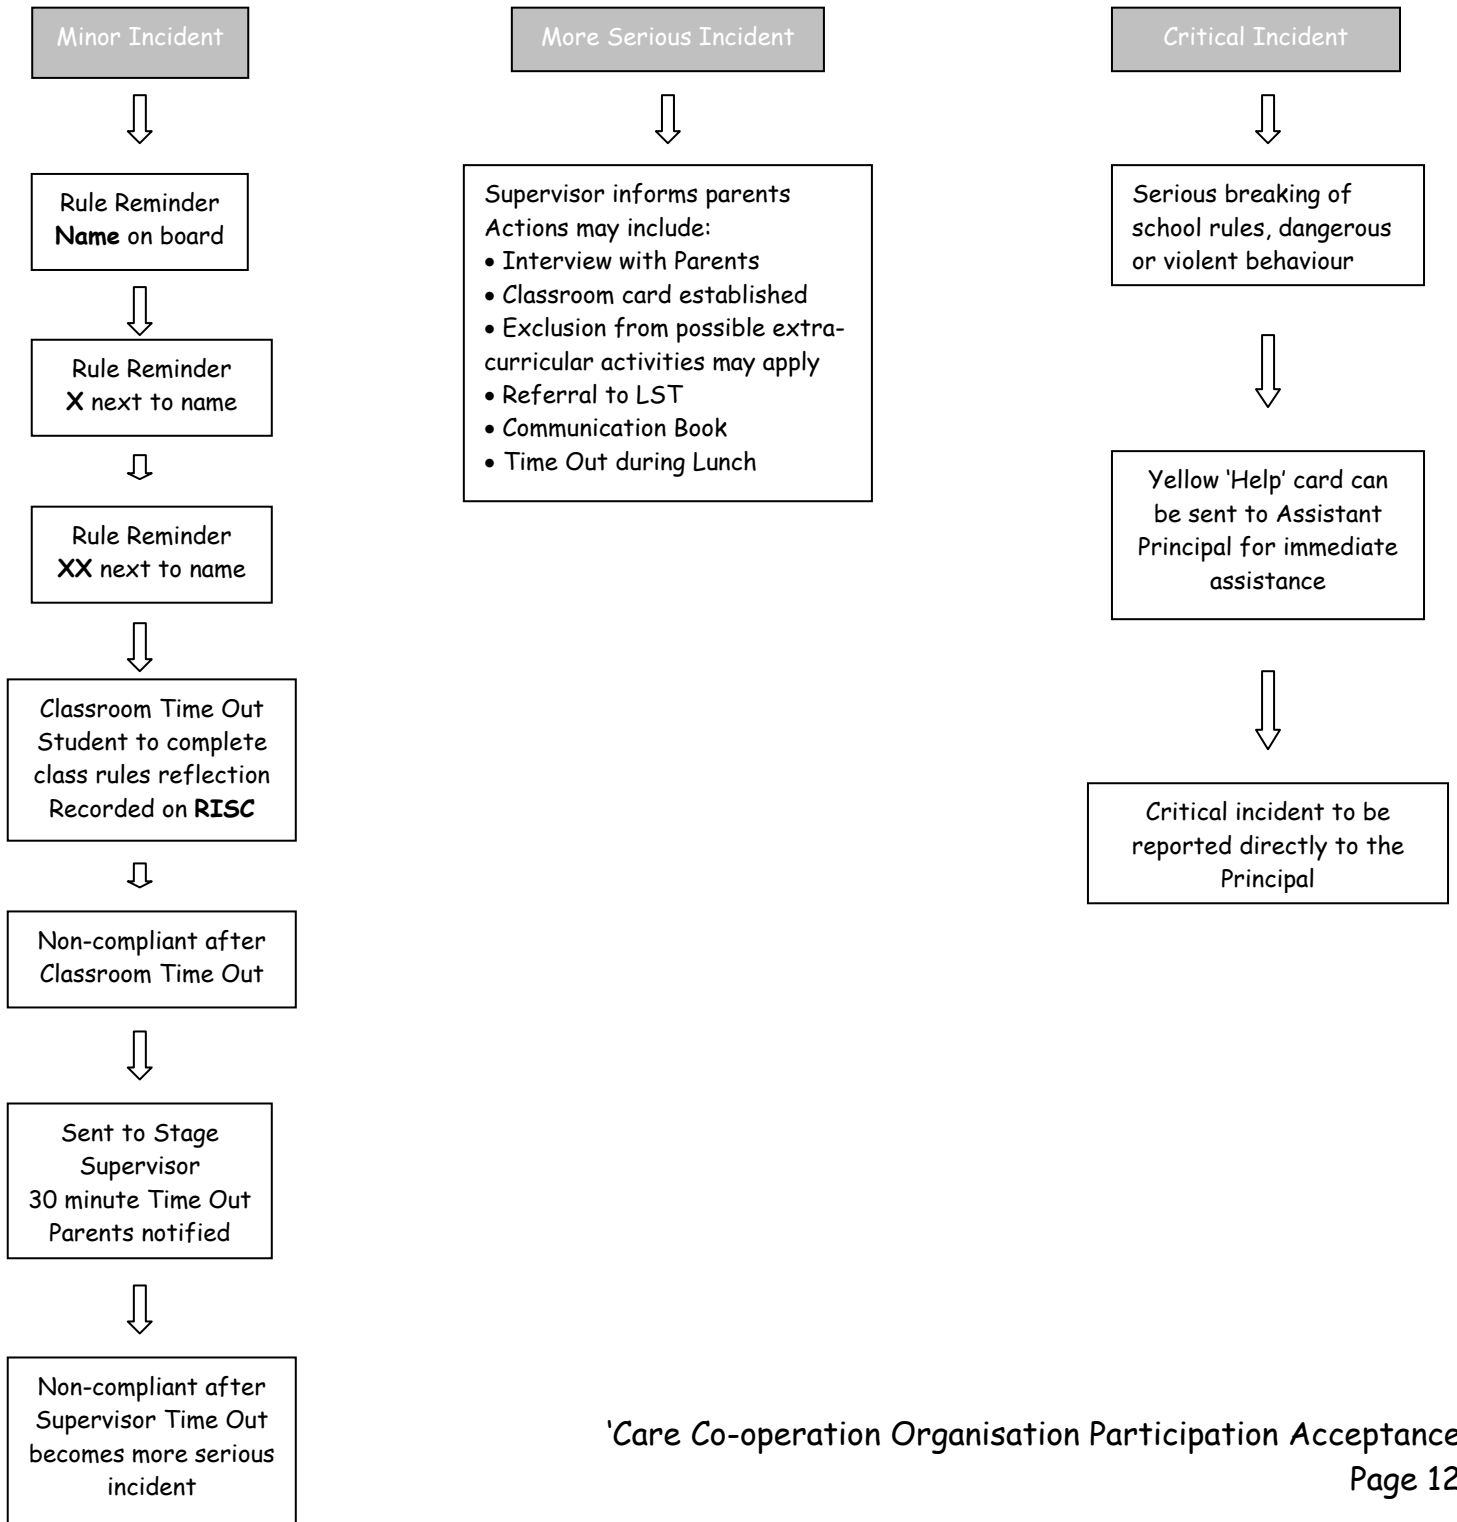 Minor Incident
Rule Reminder
Name on board
Rule Reminder
X next to name
Rule Reminder
XX next to name
Classroom Time Out
Student to complete
class rules reflection
Recorded on RISC
Non-compliant after
Classroom Time Out
Sent to Stage
Supervisor
30 minute Time Out
Parents notified
Non-compliant after
Supervisor Time Out
becomes more serious
incident
More Serious Incident
Supervisor informs parents
Actions may include:
• Interview with Parents
• Classroom card established
• Exclusion from possible extra-
curricular activities may apply
• Referral to LST
• Communication Book
• Time Out during Lunch
Critical Incident
Serious breaking of
school rules, dangerous
or violent behaviour
Yellow ‘Help’ card can
be sent to Assistant
Principal for immediate
assistance
Critical incident to be
reported directly to the
Principal
‘Care Co-operation Organisation Participation Acceptance
Page 12